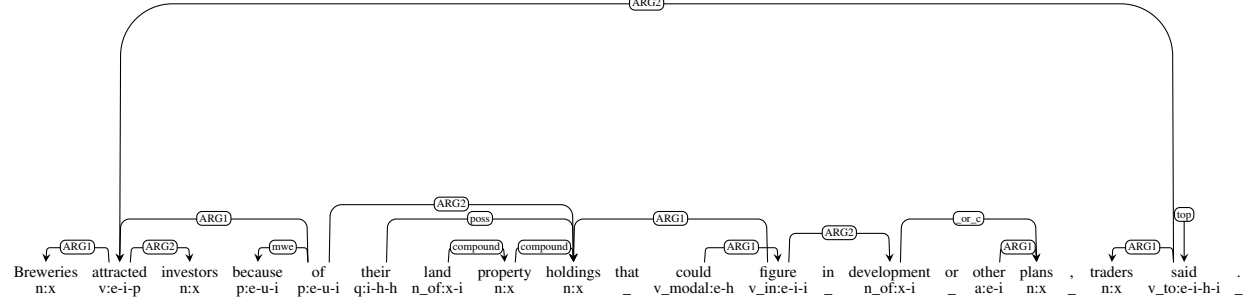 ARG2
ARG2
ARG1 poss ARG1 _or_c top
ARG1 ARG2 mwe compound compound ARG1 ARG2 ARG1 ARG1
Breweries attracted investors because of their land property holdings that could figure in development or other plans , traders said .
n:x v:e-i-p n:x p:e-u-i p:e-u-i q:i-h-h n_of:x-i n:x n:x _ v_modal:e-h v_in:e-i-i _ n_of:x-i _ a:e-i n:x _ n:x v_to:e-i-h-i _